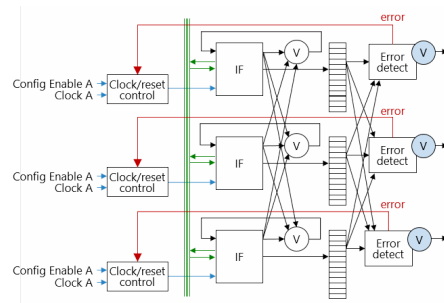 error
Config Enable A
Clock A
Clock/reset
control
IF
V
Error
detect
V
error
Config Enable A
Clock A
Clock/reset
control
IF
V
Error
detect
V
error
Config Enable A
Clock A
Clock/reset
control
IF
V
Error
detect
V